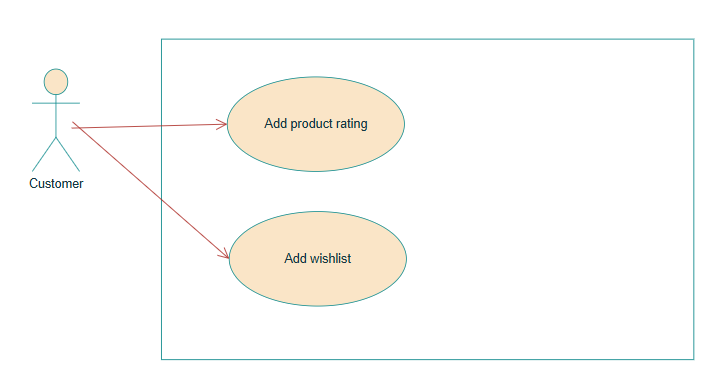 Add product rating
Customer
Add wishlist